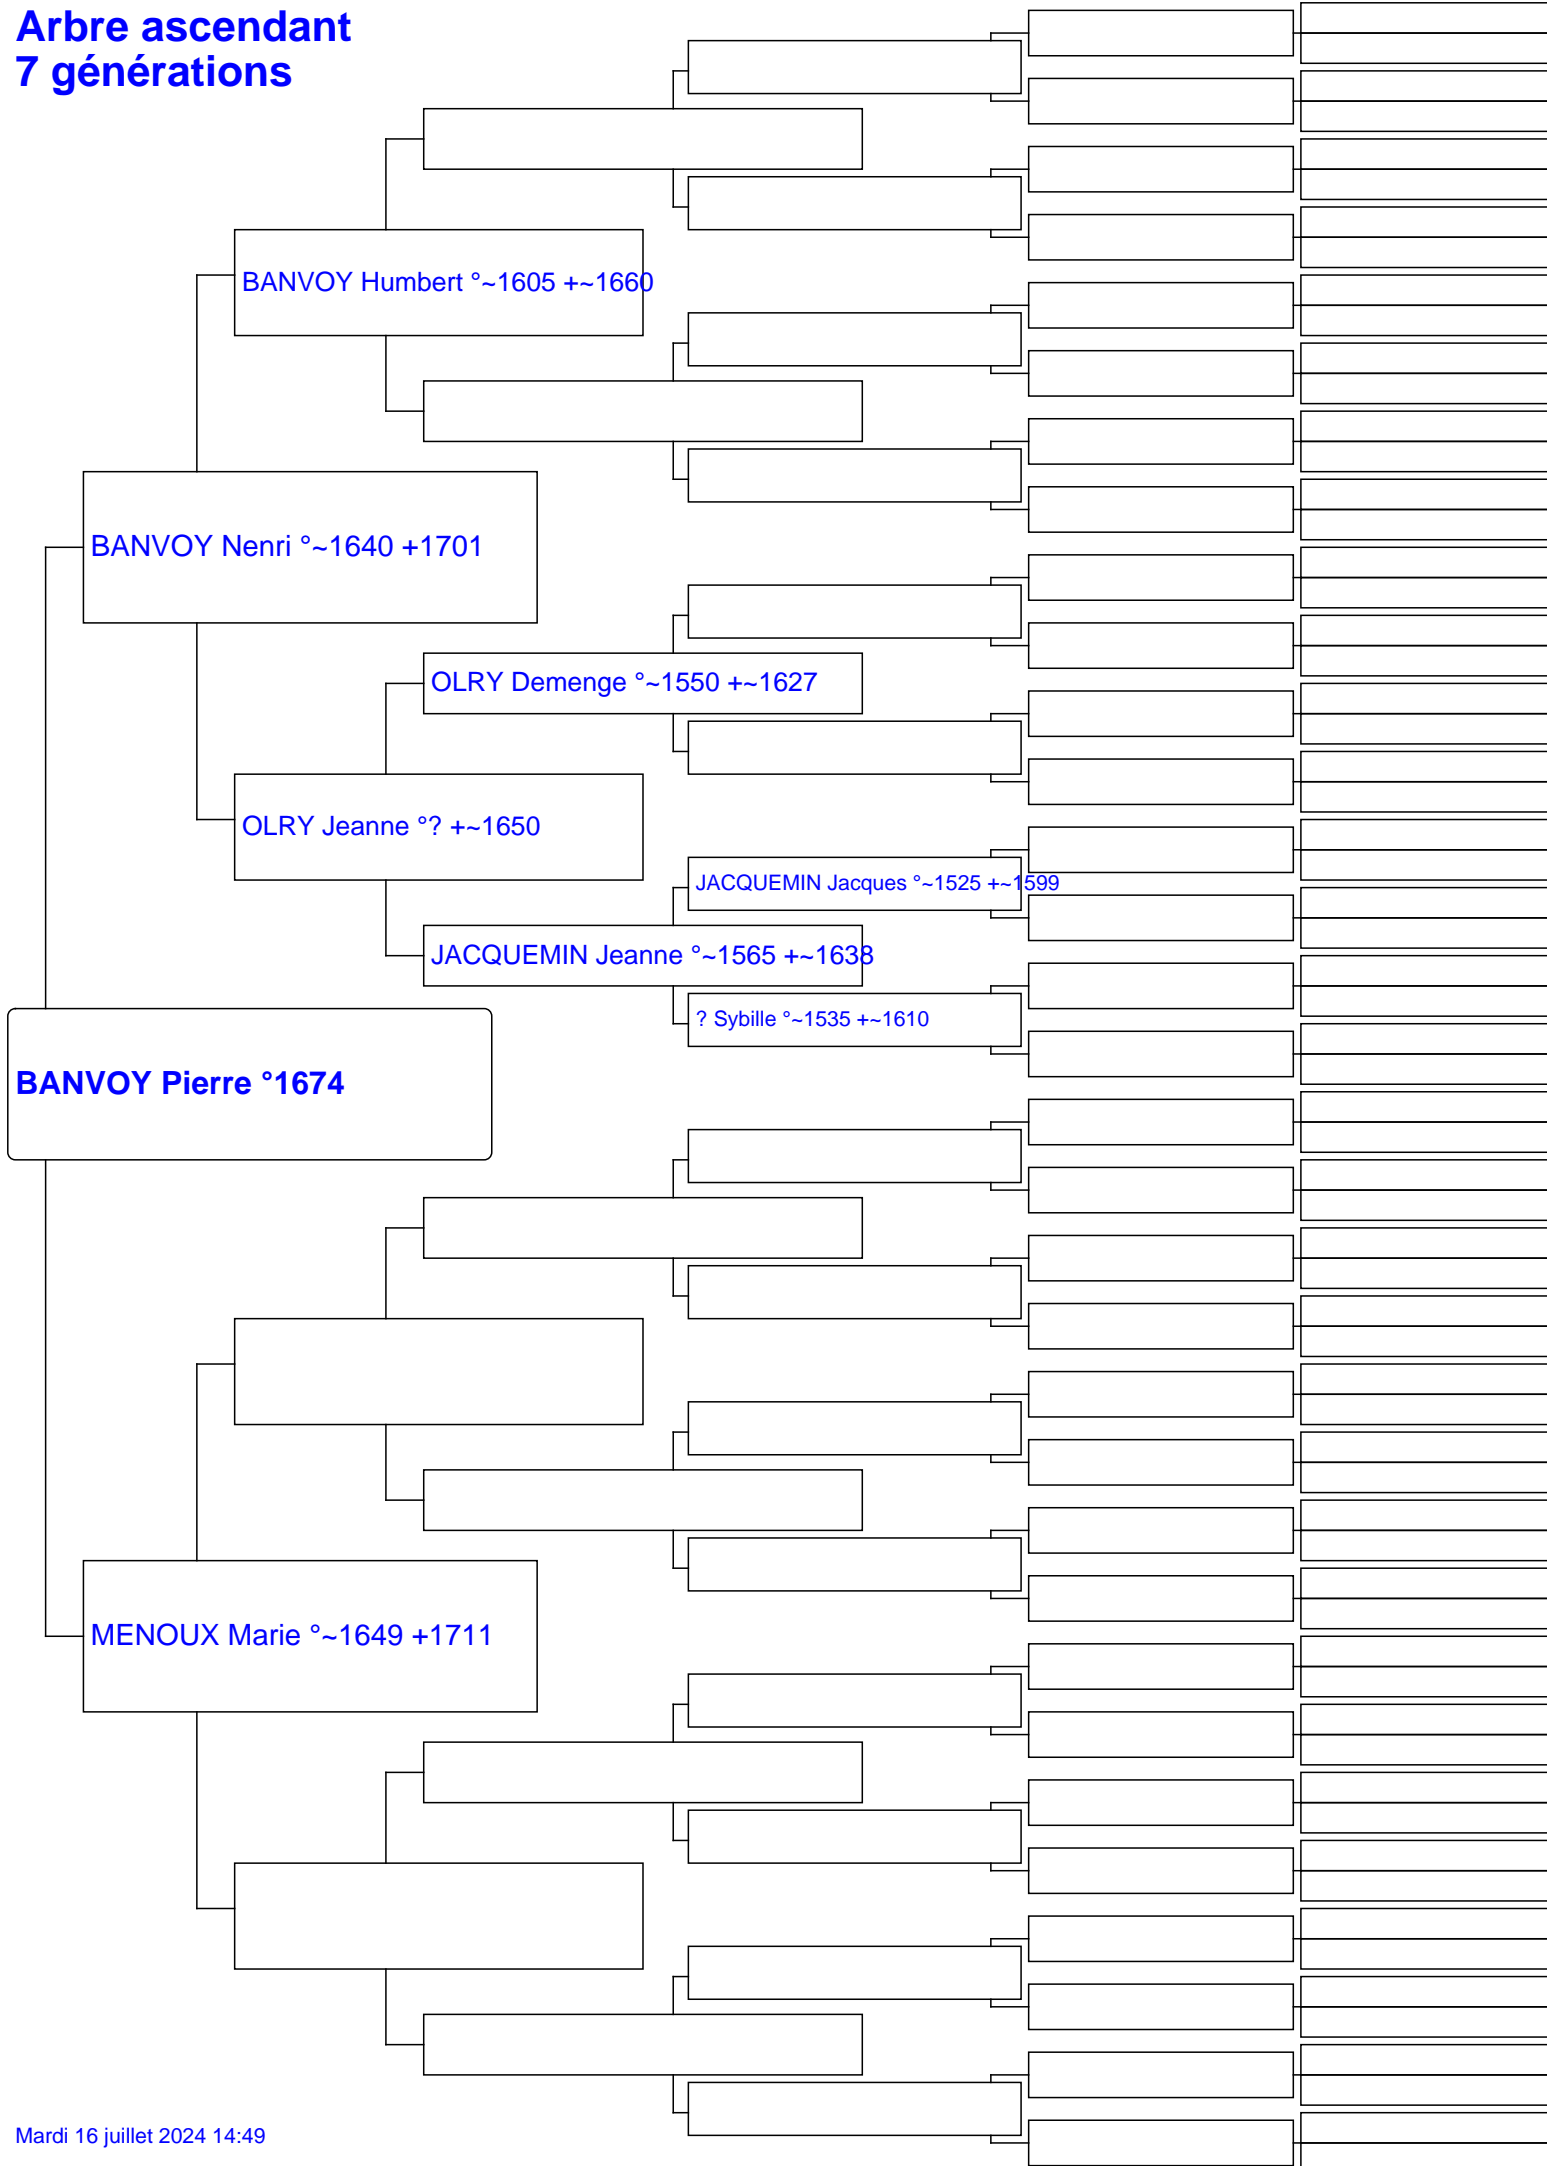 Arbre ascendant
7 générations
BANVOY Humbert °~1605 +~1660
BANVOY Nenri °~1640 +1701
OLRY Demenge °~1550 +~1627
OLRY Jeanne °? +~1650
JACQUEMIN Jacques °~1525 +~1599
JACQUEMIN Jeanne °~1565 +~1638
? Sybille °~1535 +~1610
BANVOY Pierre °1674
MENOUX Marie °~1649 +1711
Mardi 16 juillet 2024 14:49